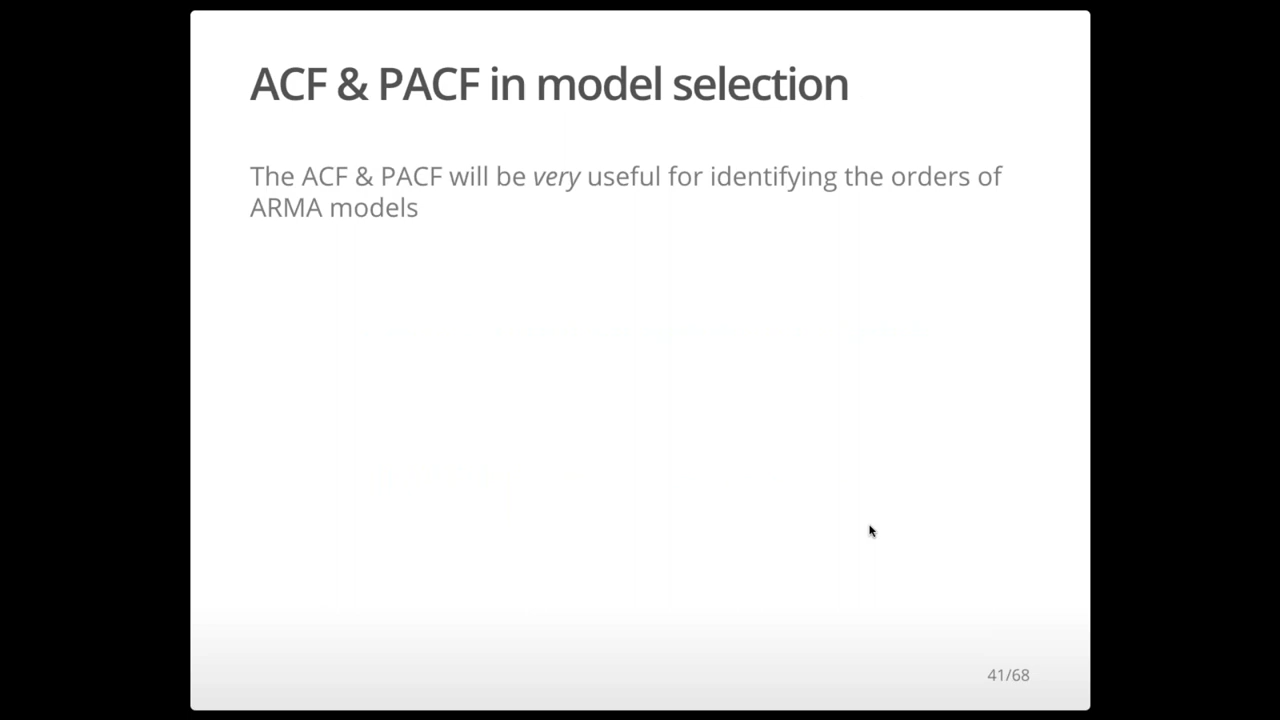 ACF & PACF in model selection
The ACF & PACF will be very useful for identifying the orders of
ARMA models
41/68